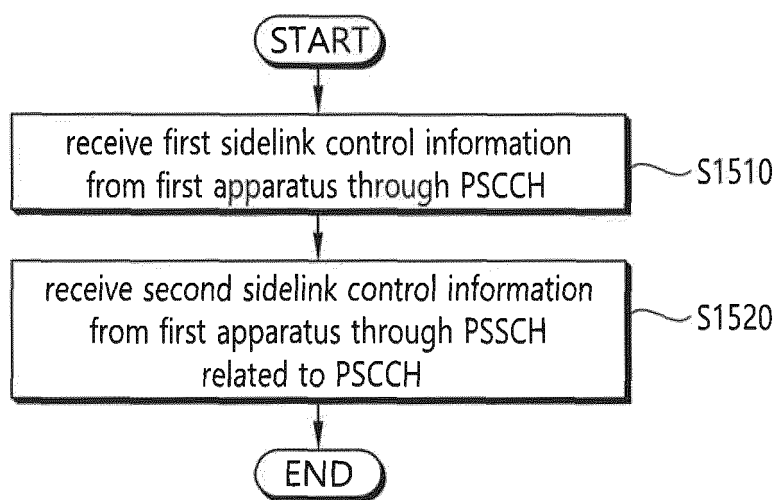 START
receive first sidelink control information
from first apparatus through PSCCH
S1510
receive second sidelink control information
from first apparatus through PSSCH
related to PSCCH
S1520
END